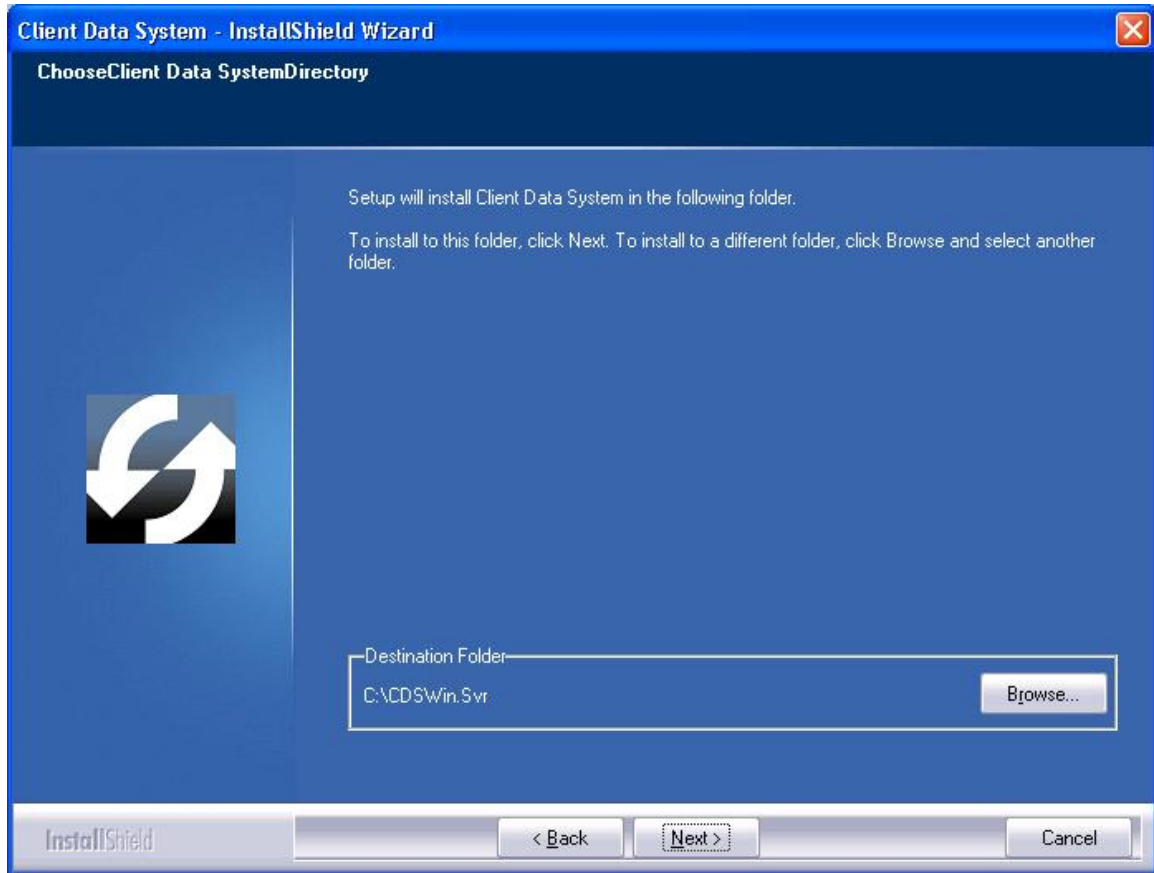 Client Data System - InstallShield Wizard
ChooseClient Data SystemDirectory
Setup will install Client Data System in the following folder.
To install to this folder, click Next. To install to a different folder, click Browse and select another
folder.
Destination Folder
C:\CDSWin.Svr
Browse...
InstallShield
< Back
Next >
Cancel